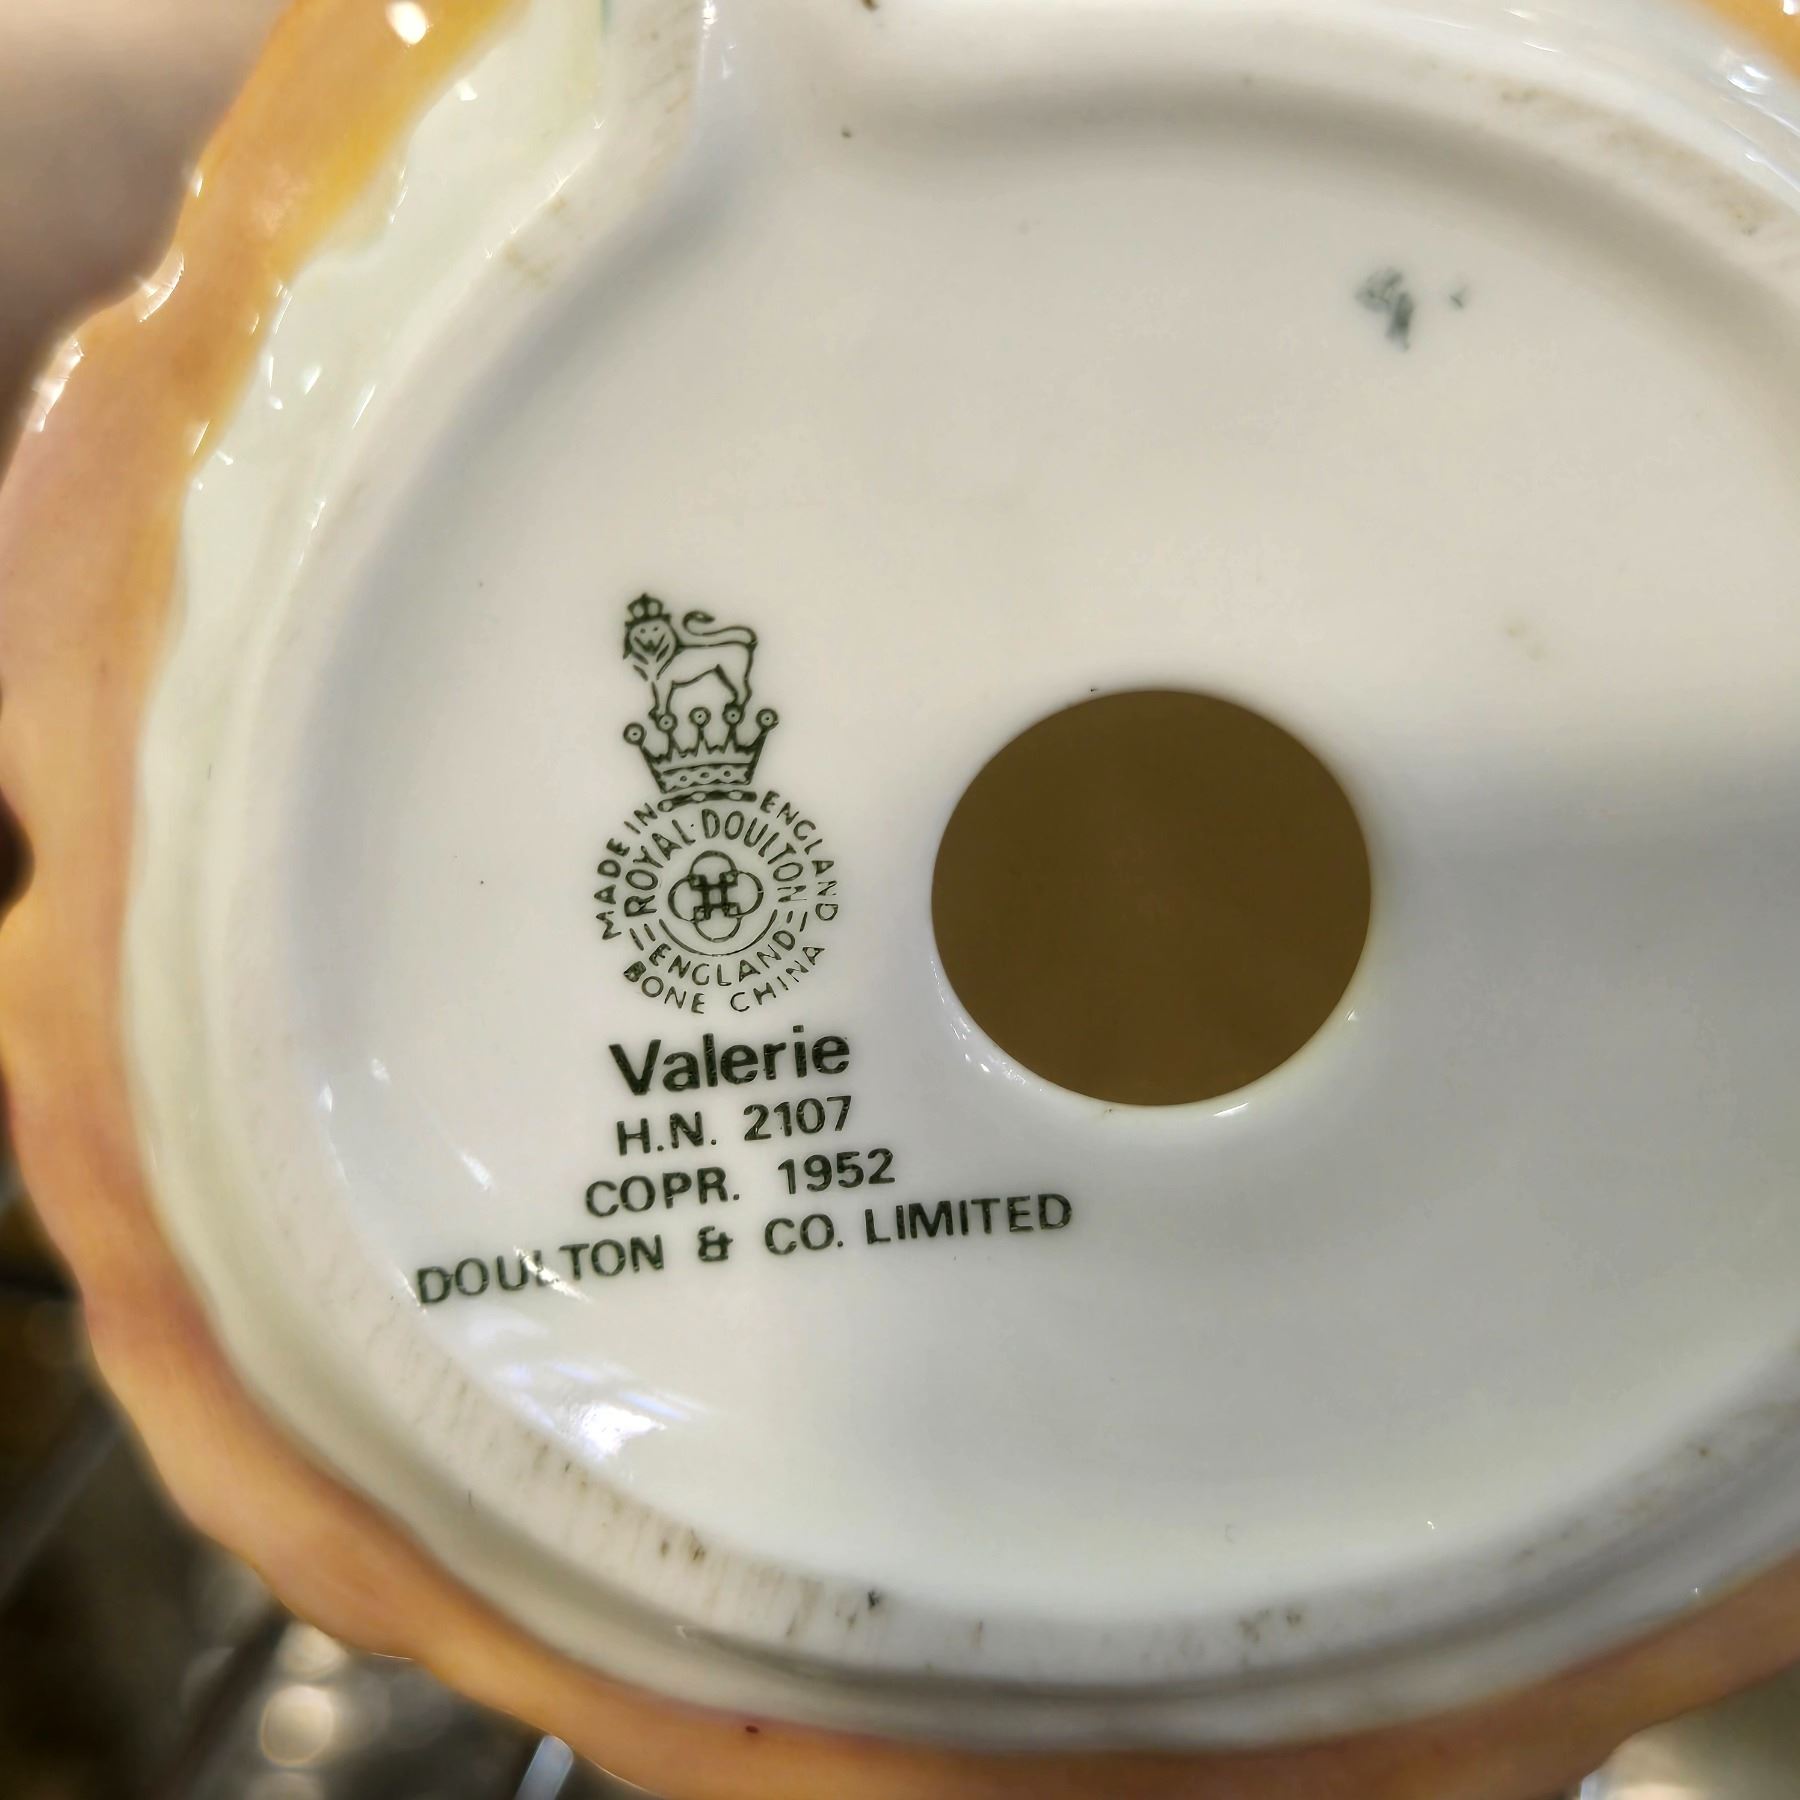 MADE IN ENGLAND
ROYAL·DOULTON
ENGLAND
BONE CHINA
Valerie
H.N. 2107
COPR. 1952
DOULTON & CO. LIMITED